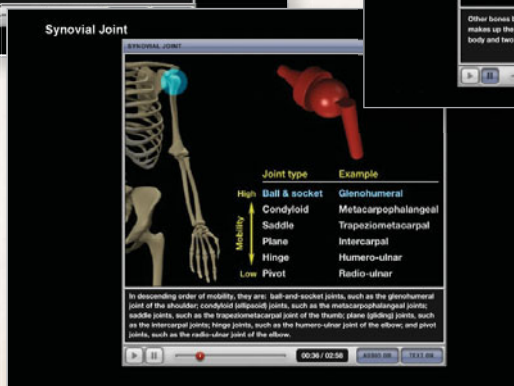 Synovial Joint
SYNOVIAL JOINT
Joint type Example
High Ball & socket Glenohumeral
Condyloid Metacarpophalangeal
Saddle Trapeziometacarpal
Plane Intercarpal
Hinge Humero-ulnar
Low Pivot Radio-ulnar
Mobility
In descending order of mobility, they are: ball-and-socket joints, such as the glenohumeral
joint of the shoulder; condyloid (ellipsoid) joints, such as the metacarpophalangeal joints;
saddle joints, such as the trapeziometacarpal joint of the thumb; plane (gliding) joints, such
as the intercarpal joints; hinge joints, such as the humero-ulnar joint of the elbow; and pivot
joints, such as the radio-ulnar joint of the elbow.
00:36 / 02:58 AUDIO ON TEXT ON
Other bones
makes up the
body and two